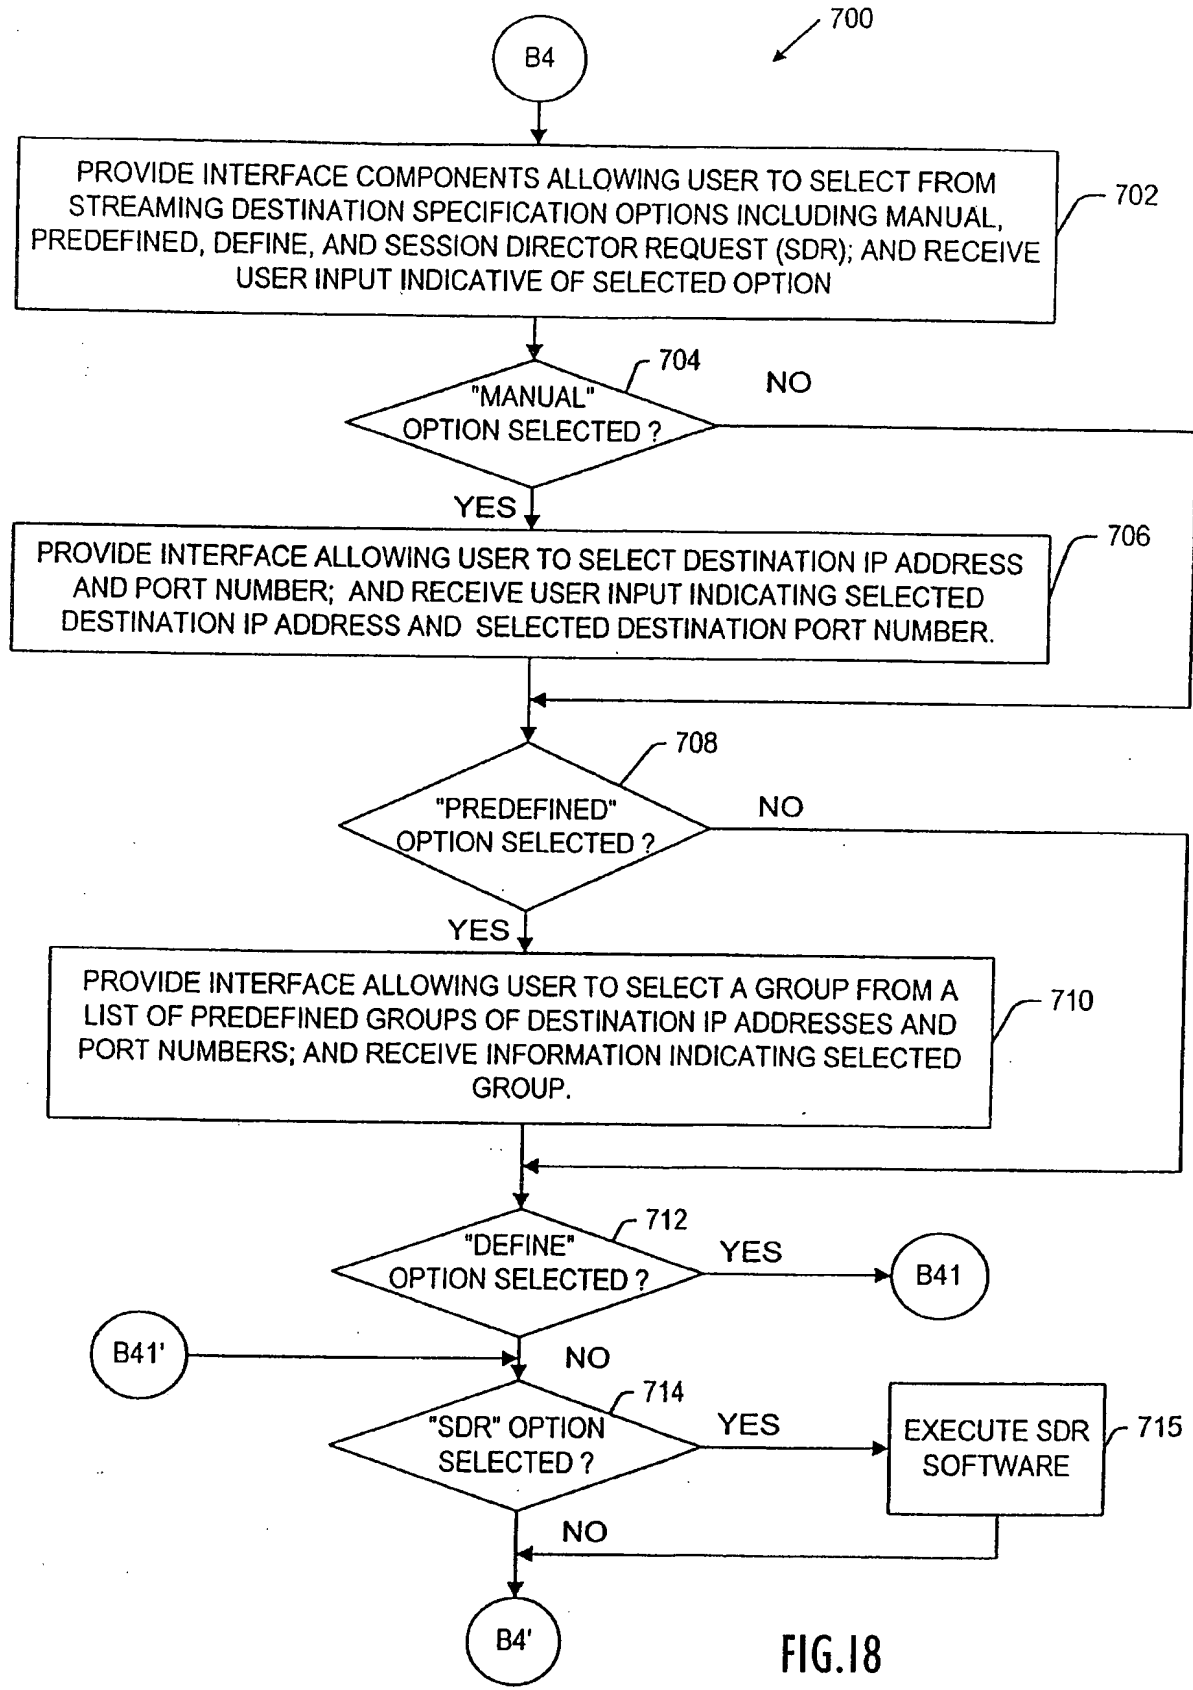 700
B4
PROVIDE INTERFACE COMPONENTS ALLOWING USER TO SELECT FROM
STREAMING DESTINATION SPECIFICATION OPTIONS INCLUDING MANUAL,
PREDEFINED, DEFINE, AND SESSION DIRECTOR REQUEST (SDR); AND RECEIVE
USER INPUT INDICATIVE OF SELECTED OPTION
702
704
"MANUAL"
OPTION SELECTED ?
NO
YES
706
PROVIDE INTERFACE ALLOWING USER TO SELECT DESTINATION IP ADDRESS
AND PORT NUMBER; AND RECEIVE USER INPUT INDICATING SELECTED
DESTINATION IP ADDRESS AND SELECTED DESTINATION PORT NUMBER.
708
"PREDEFINED"
OPTION SELECTED ?
NO
YES
PROVIDE INTERFACE ALLOWING USER TO SELECT A GROUP FROM A
LIST OF PREDEFINED GROUPS OF DESTINATION IP ADDRESSES AND
PORT NUMBERS; AND RECEIVE INFORMATION INDICATING SELECTED
GROUP.
710
712
"DEFINE"
OPTION SELECTED ?
YES
B41
B41'
NO
714
"SDR" OPTION
SELECTED ?
YES
EXECUTE SDR
SOFTWARE
715
NO
B4'
FIG.18